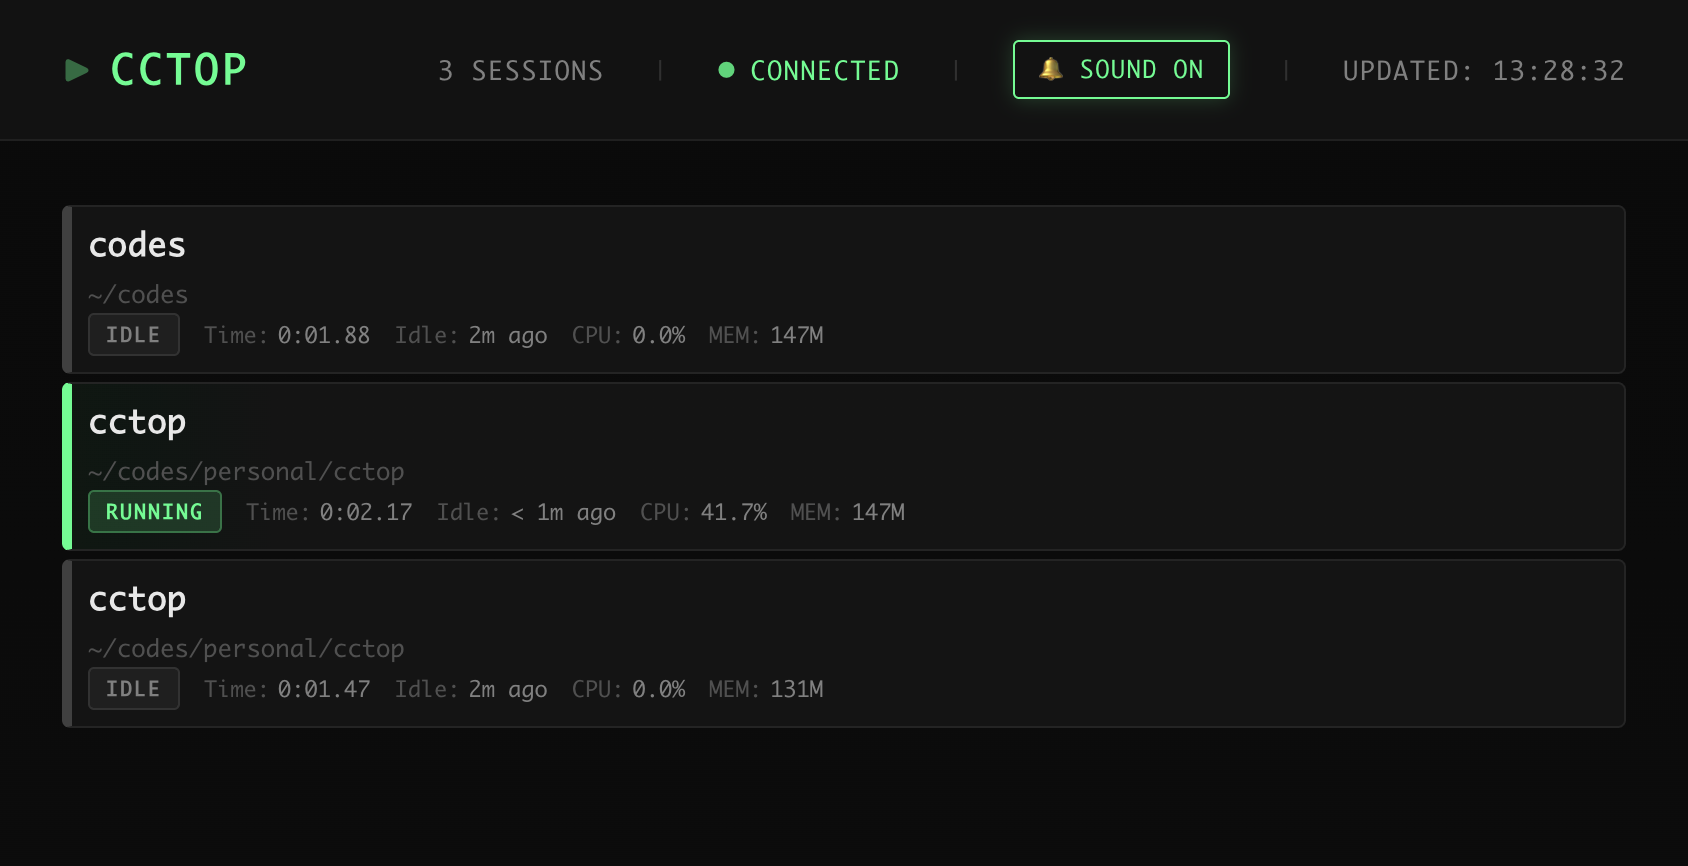 CCTOP 3 SESSIONS | CONNECTED | SOUND ON | UPDATED: 13:28:32
codes
~/codes
IDLE Time: 0:01.88 Idle: 2m ago CPU: 0.0% MEM: 147M
cctop
~/codes/personal/cctop
RUNNING Time: 0:02.17 Idle: < 1m ago CPU: 41.7% MEM: 147M
cctop
~/codes/personal/cctop
IDLE Time: 0:01.47 Idle: 2m ago CPU: 0.0% MEM: 131M